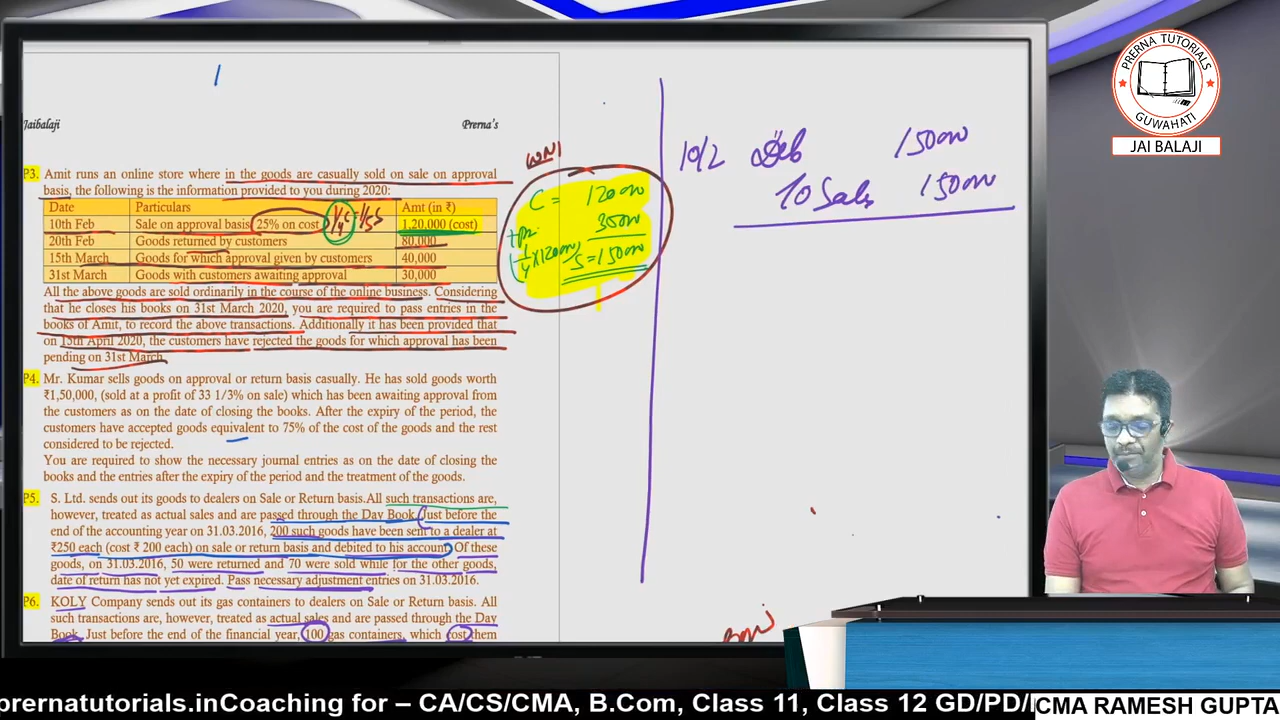 Jaibalaji
Prerna's
P3. Amit runs an online store where in the goods are casually sold on sale on approval
basis, the following is the information provided to you during 2020:
Date Particulars Amt (in ₹)
10th Feb Sale on approval basis 25% on cost 1/4 C = 1/5 S 1,20,000 (cost)
20th Feb Goods returned by customers 80,000
15th March Goods for which approval given by customers 40,000
31st March Goods with customers awaiting approval 30,000
All the above goods are sold ordinarily in the course of the online business. Considering
that he closes his books on 31st March 2020, you are required to pass entries in the
books of Amit, to record the above transactions. Additionally it has been provided that
on 15th April 2020, the customers have rejected the goods for which approval has been
pending on 31st March.
P4. Mr. Kumar sells goods on approval or return basis casually. He has sold goods worth
₹1,50,000, (sold at a profit of 33 1/3% on sale) which has been awaiting approval from
the customers as on the date of closing the books. After the expiry of the period, the
customers have accepted goods equivalent to 75% of the cost of the goods and the rest
considered to be rejected.
You are required to show the necessary journal entries as on the date of closing the
books and the entries after the expiry of the period and the treatment of the goods.
P5. S. Ltd. sends out its goods to dealers on Sale or Return basis.All such transactions are,
however, treated as actual sales and are passed through the Day Book. Just before the
end of the accounting year on 31.03.2016, 200 such goods have been sent to a dealer at
₹250 each (cost ₹ 200 each) on sale or return basis and debited to his account. Of these
goods, on 31.03.2016, 50 were returned and 70 were sold while for the other goods,
date of return has not yet expired. Pass necessary adjustment entries on 31.03.2016.
P6. KOLY Company sends out its gas containers to dealers on Sale or Return basis. All
such transactions are, however, treated as actual sales and are passed through the Day
Book. Just before the end of the financial year, 100 gas containers, which cost them
WN1
C = 120000
1/4 x 120000
S = 150000
10/2 Deb 150000
To Sales 150000
PRERNA TUTORIALS
GUWAHATI
JAI BALAJI
prernatutorials.inCoaching for – CA/CS/CMA, B.Com, Class 11, Class 12 GD/PD/
CMA RAMESH GUPTA